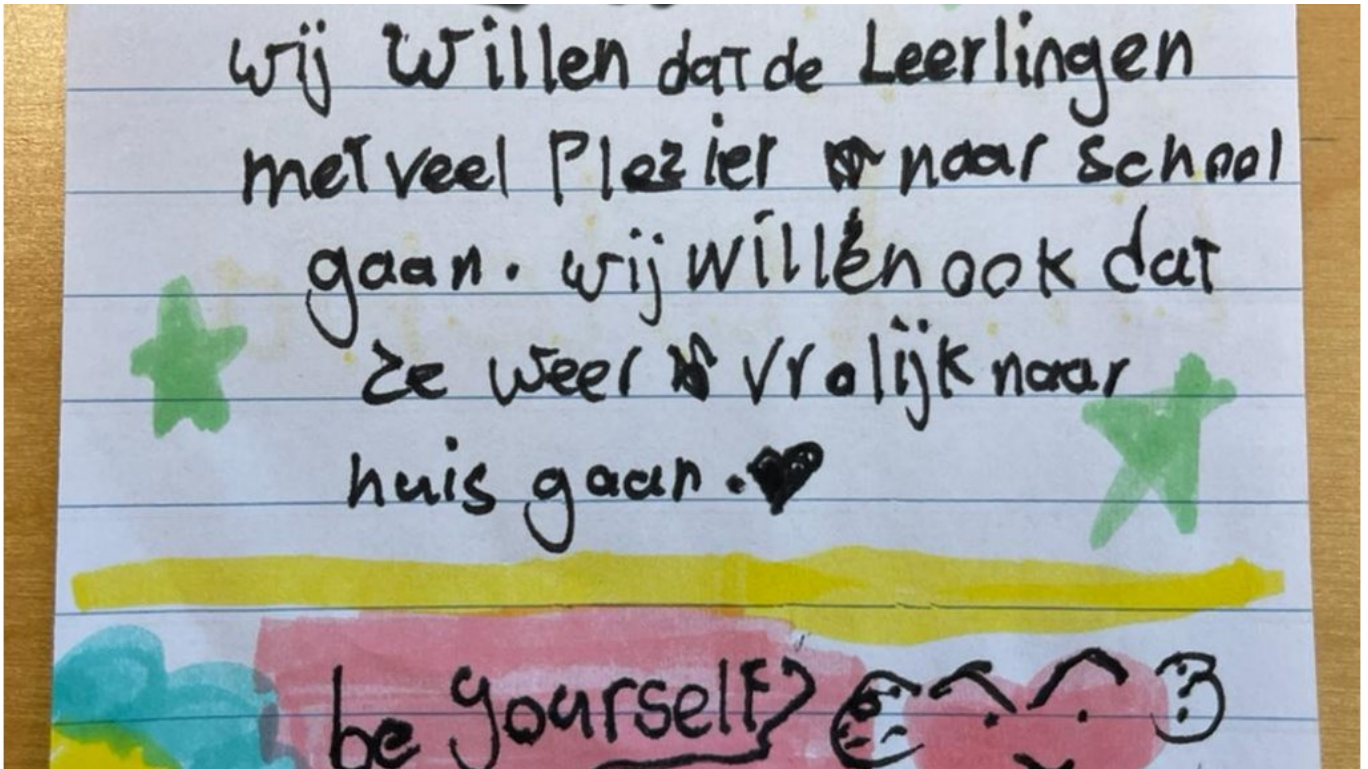 wij willen dat de Leerlingen
met veel Plezier naar school
gaan. wij willen ook dat
ze weer vrolijk naar
huis gaan.
be yourself